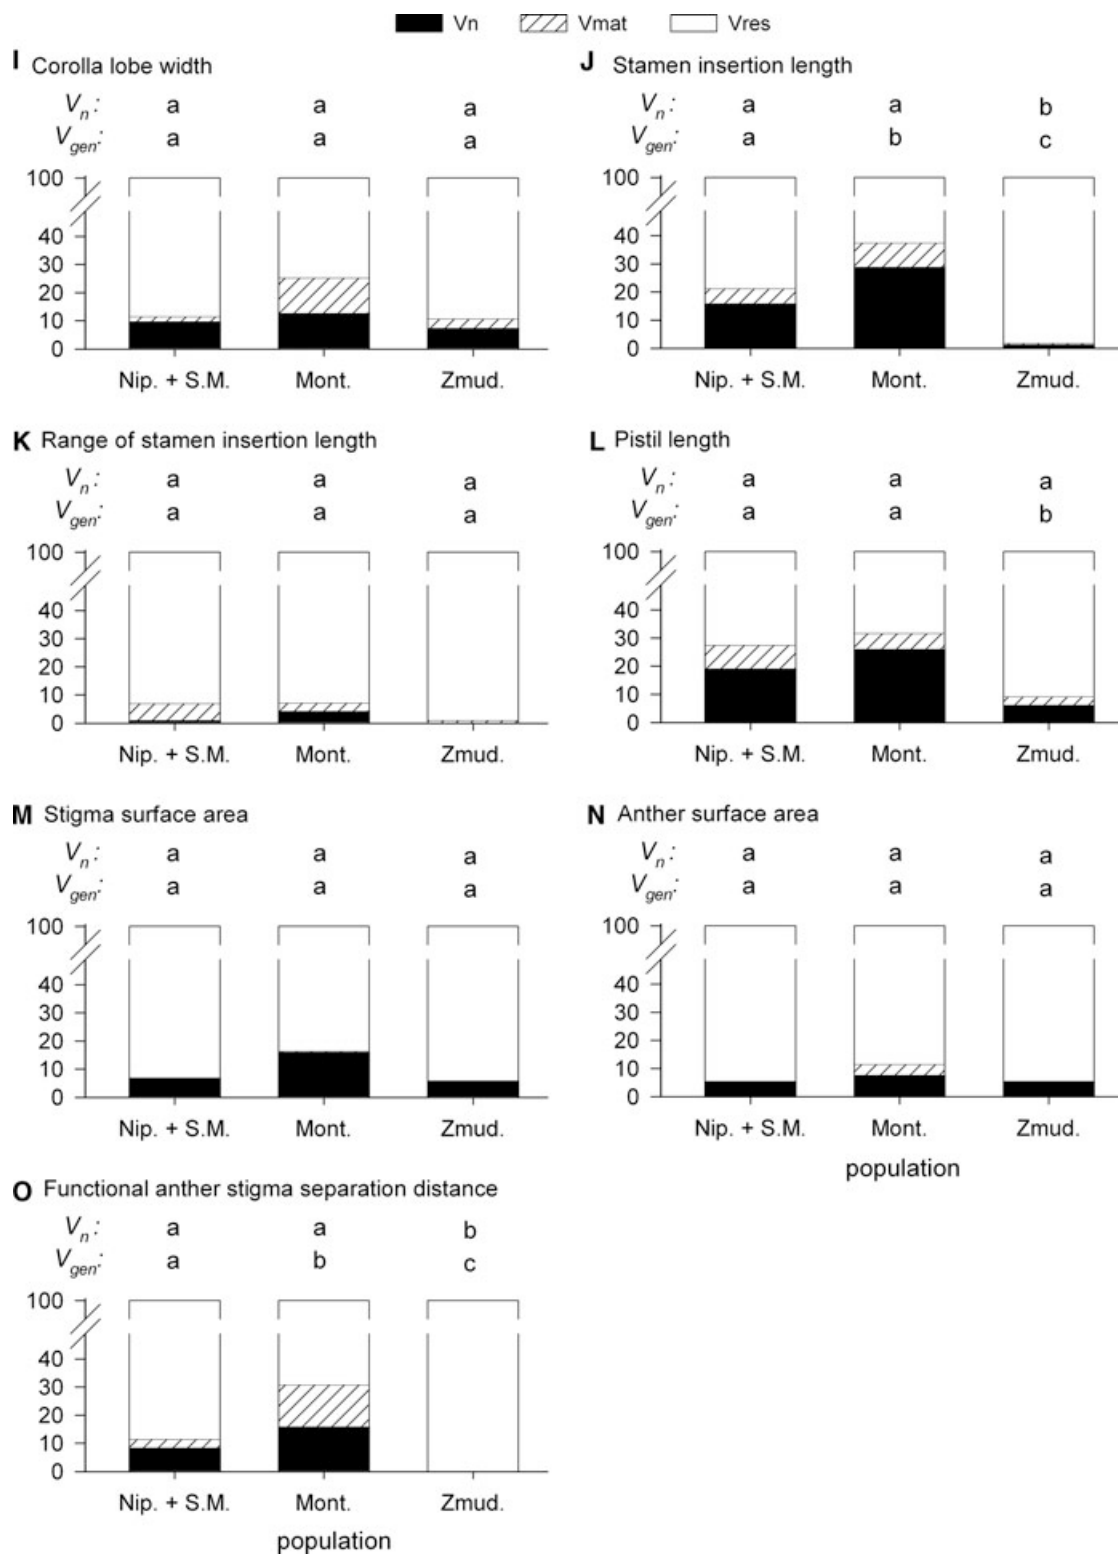 Vn Vmat Vres
I Corolla lobe width
Vn: a a a
Vgen: a a a
100
40
30
20
10
0
Nip. + S.M. Mont. Zmud.
J Stamen insertion length
Vn: a a b
Vgen: a b c
100
40
30
20
10
0
Nip. + S.M. Mont. Zmud.
K Range of stamen insertion length
Vn: a a a
Vgen: a a a
100
40
30
20
10
0
Nip. + S.M. Mont. Zmud.
L Pistil length
Vn: a a a
Vgen: a a b
100
40
30
20
10
0
Nip. + S.M. Mont. Zmud.
M Stigma surface area
Vn: a a a
Vgen: a a a
100
40
30
20
10
0
Nip. + S.M. Mont. Zmud.
N Anther surface area
Vn: a a a
Vgen: a a a
100
40
30
20
10
0
Nip. + S.M. Mont. Zmud.
population
O Functional anther stigma separation distance
Vn: a a b
Vgen: a b c
100
40
30
20
10
0
Nip. + S.M. Mont. Zmud.
population